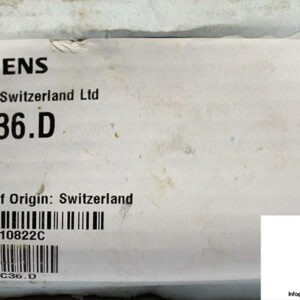 ENS
Switzerland Ltd
36.D
f Origin: Switzerland
10822C
C36.D